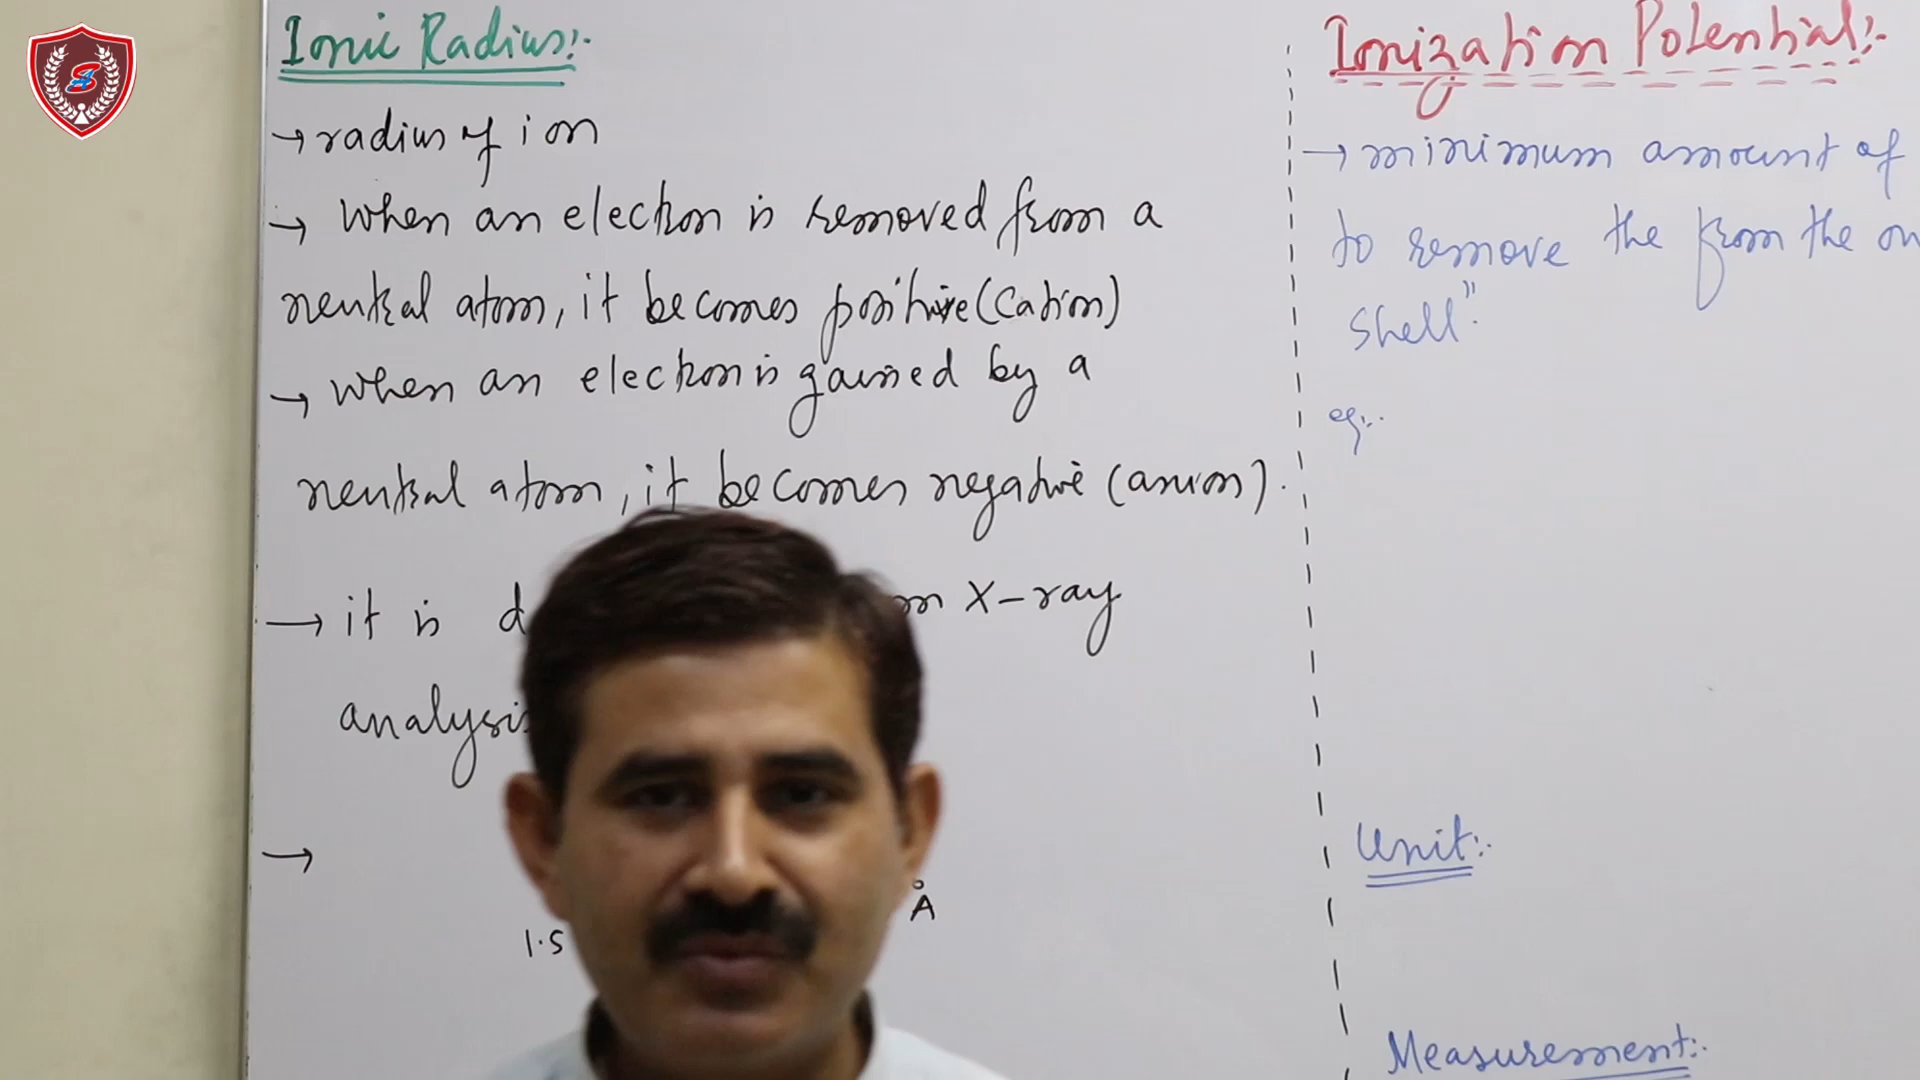 Ionic Radius:-
→ radius of ion
→ When an electron is removed from a
neutral atom, it becomes positive (Cation)
→ When an electron is gained by a
neutral atom, it becomes negative (anion).
→ it is X-ray
analysis
→
Å
1.5
Ionization Potential:-
→ minimum amount of
to remove the from the
shell".
eg:-
Unit:-
Measurement:-